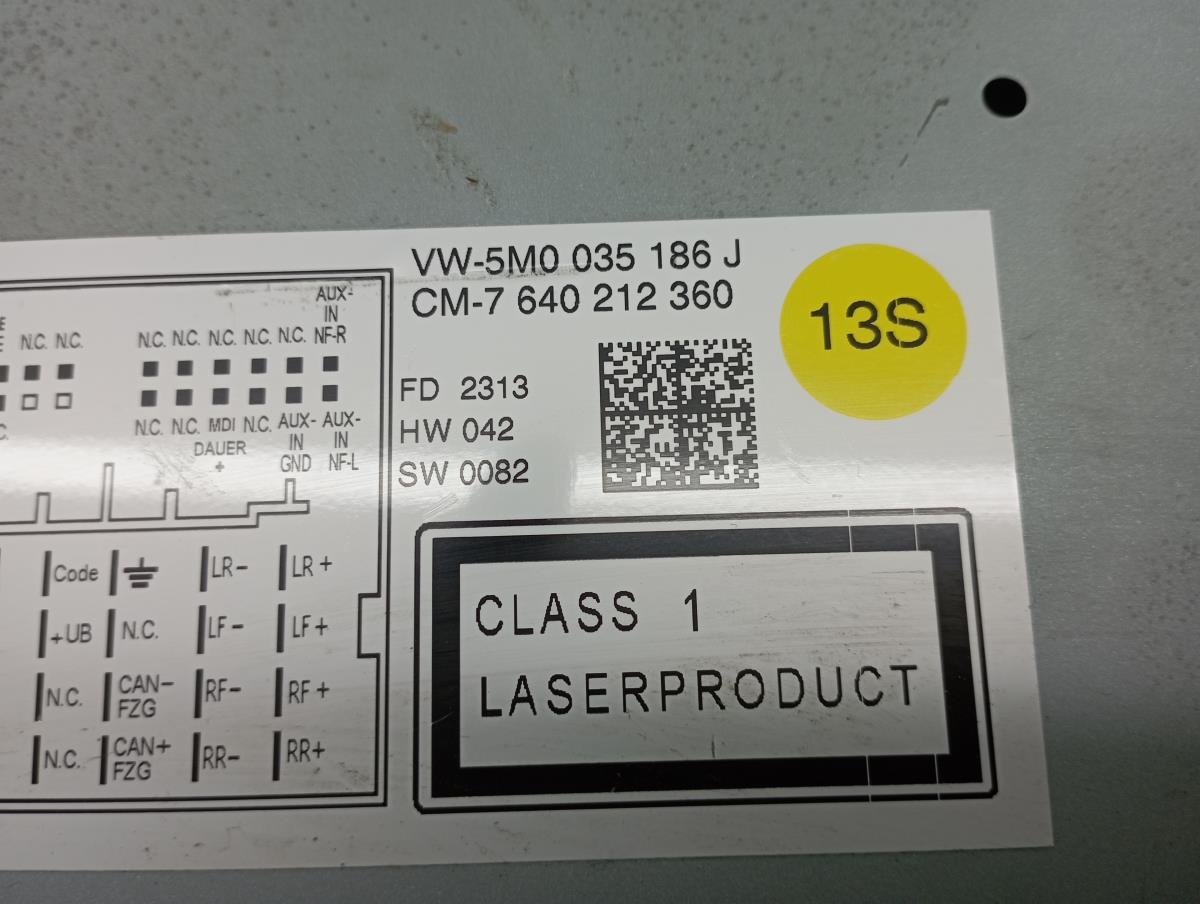 VW-5M0 035 186 J
CM-7 640 212 360
13S
FD 2313
HW 042
SW 0082
CLASS 1
LASERPRODUCT
AUX-
IN
N.C. N.C. N.C. N.C. N.C. N.C. N.C. NF-R
N.C. N.C. MDI N.C. AUX- AUX-
DAUER IN IN
+ GND NF-L
Code LR- LR+
+UB N.C. LF- LF+
N.C. CAN- RF- RF+
FZG
N.C. CAN+ RR- RR+
FZG